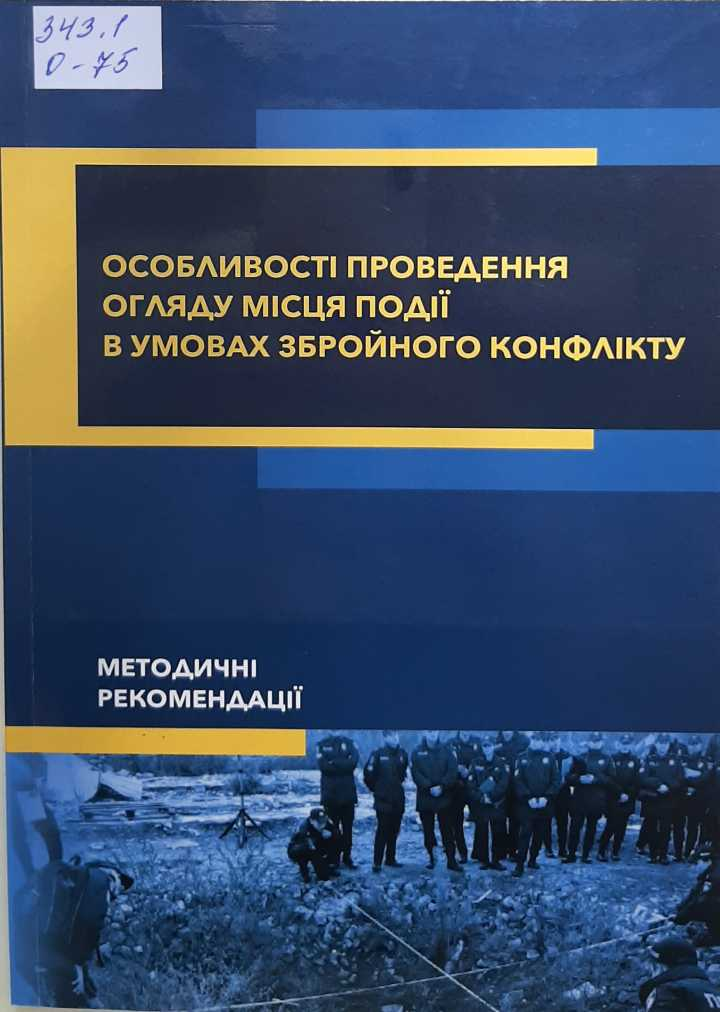 343.1
О-75
ОСОБЛИВОСТІ ПРОВЕДЕННЯ
ОГЛЯДУ МІСЦЯ ПОДІЇ
В УМОВАХ ЗБРОЙНОГО КОНФЛІКТУ
МЕТОДИЧНІ
РЕКОМЕНДАЦІЇ